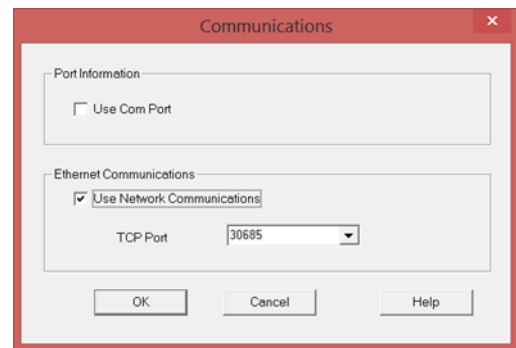 Communications
Port Information
Use Com Port
Ethernet Communications
Use Network Communications
TCP Port 30685
OK Cancel Help